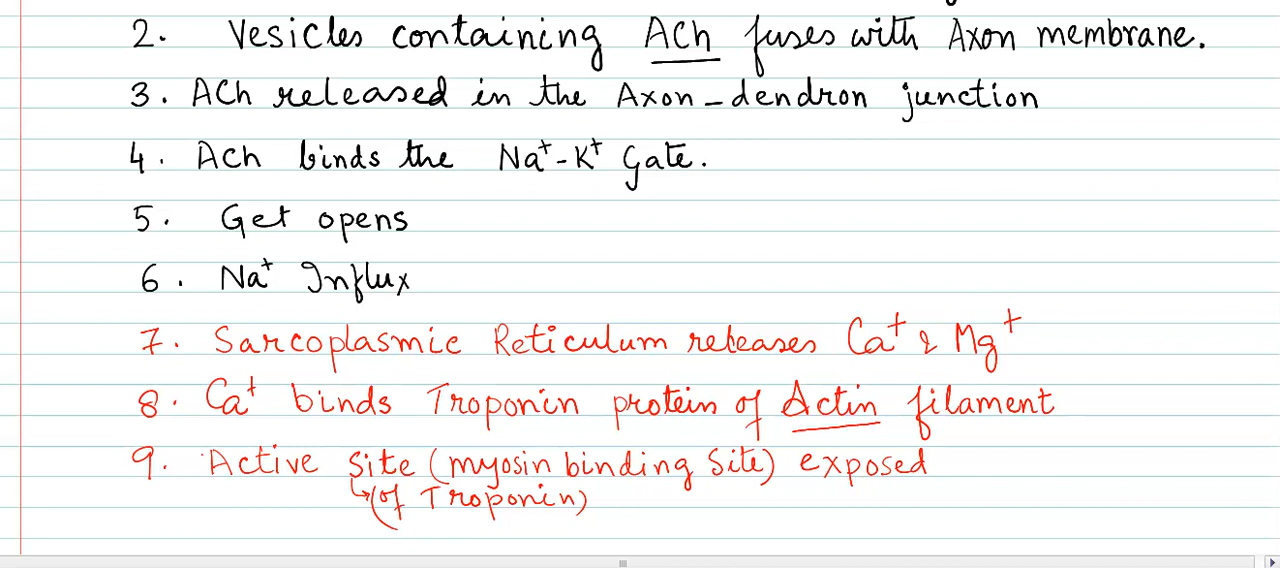 2. Vesicles containing ACh fuses with Axon membrane.
3. ACh released in the Axon-dendron junction
4. ACh binds the Na⁺-K⁺ Gate.
5. Get opens
6. Na⁺ Influx
7. Sarcoplasmic Reticulum releases Ca⁺ & Mg⁺
8. Ca⁺ binds Troponin protein of Actin filament
9. Active Site (myosin binding Site) exposed
↳(of Troponin)